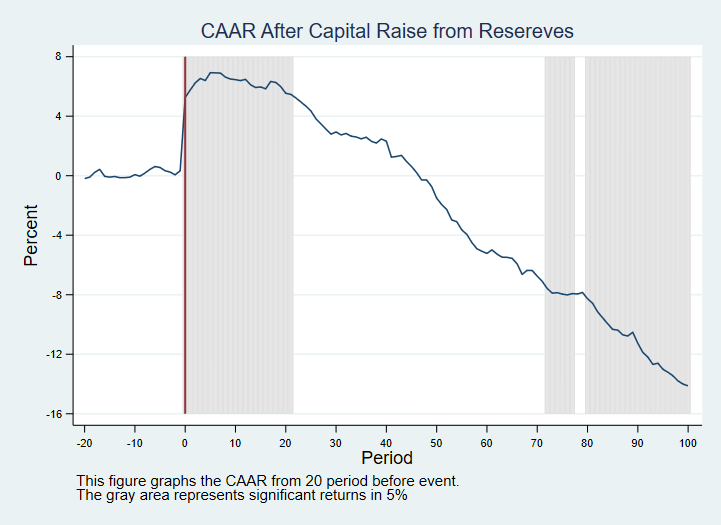 CAAR After Capital Raise from Resereves
8
4
0
-4
-8
-12
-16
Percent
-20 -10 0 10 20 30 40 50 60 70 80 90 100
Period
This figure graphs the CAAR from 20 period before event.
The gray area represents significant returns in 5%